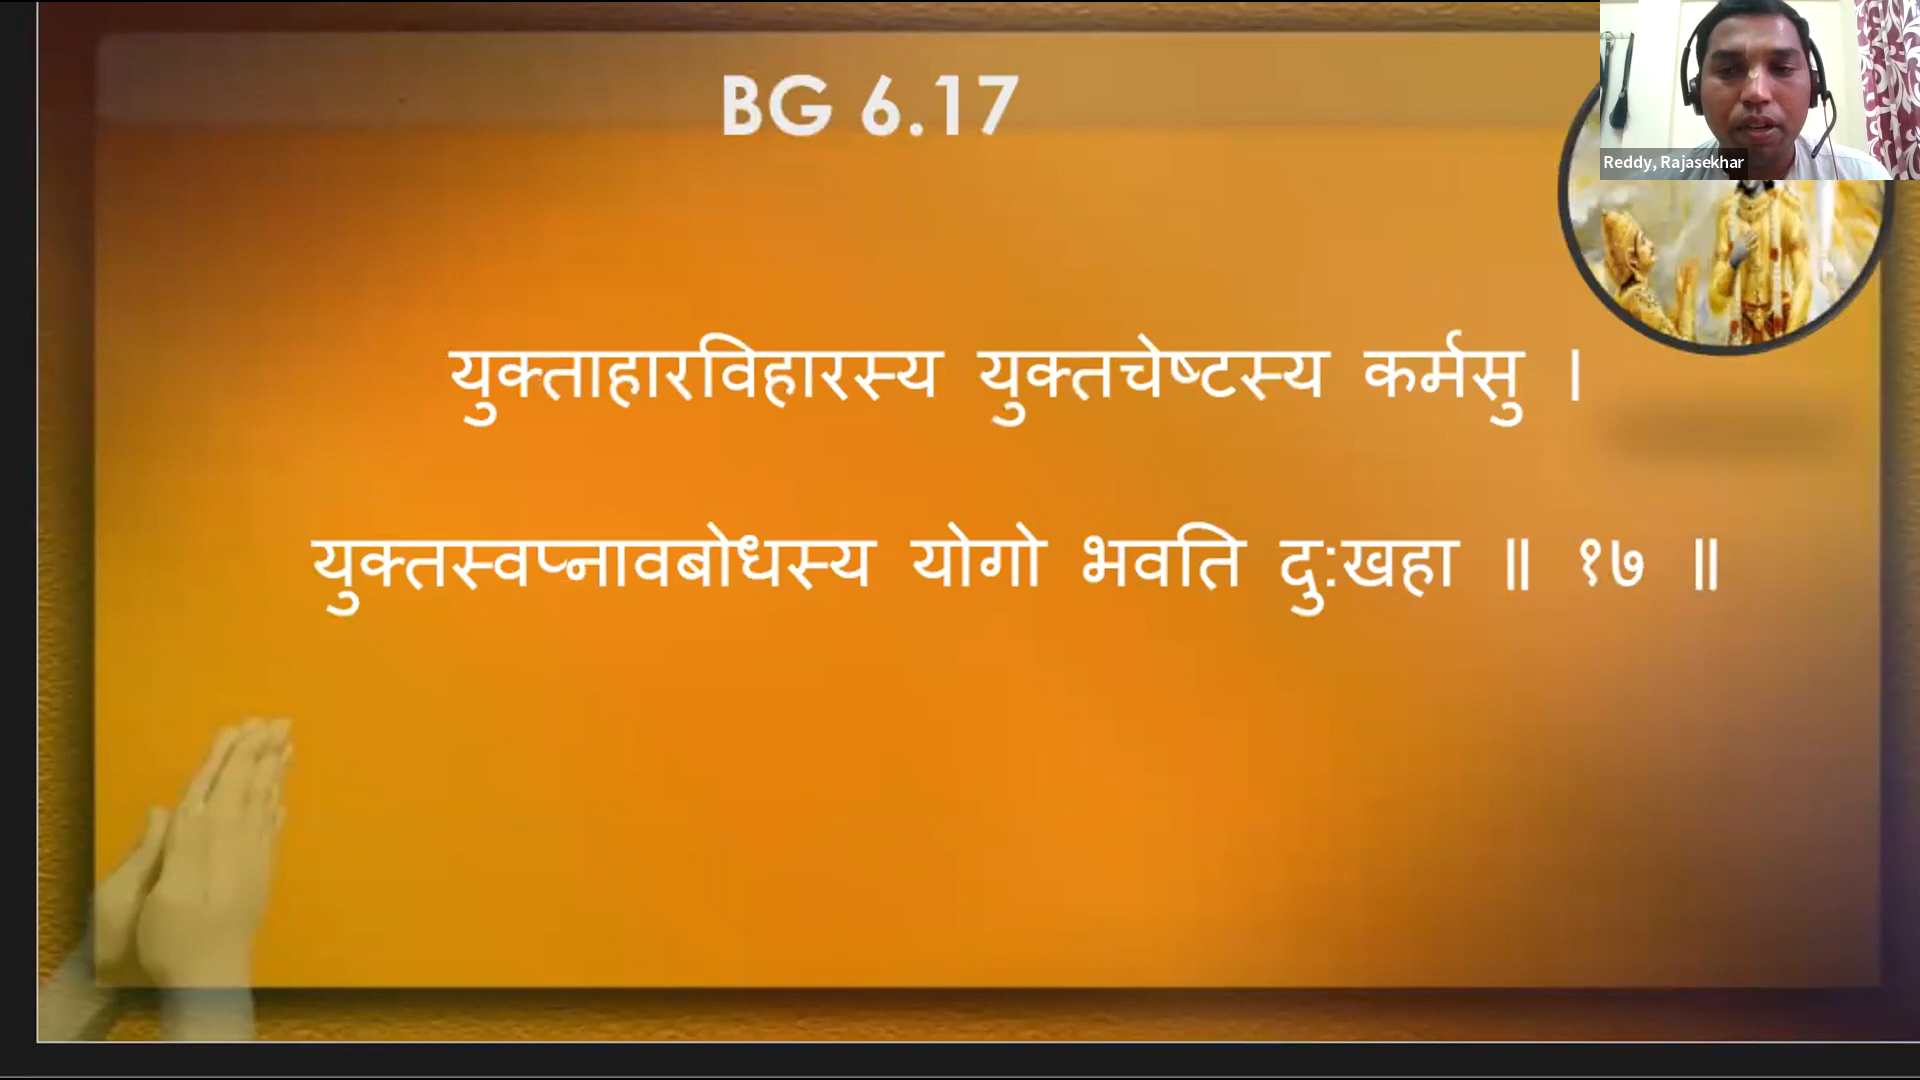 BG 6.17
Reddy, Rajasekhar
युक्ताहारविहारस्य युक्तचेष्टस्य कर्मसु ।
युक्तस्वप्नावबोधस्य योगो भवति दु:खहा ॥ १७ ॥